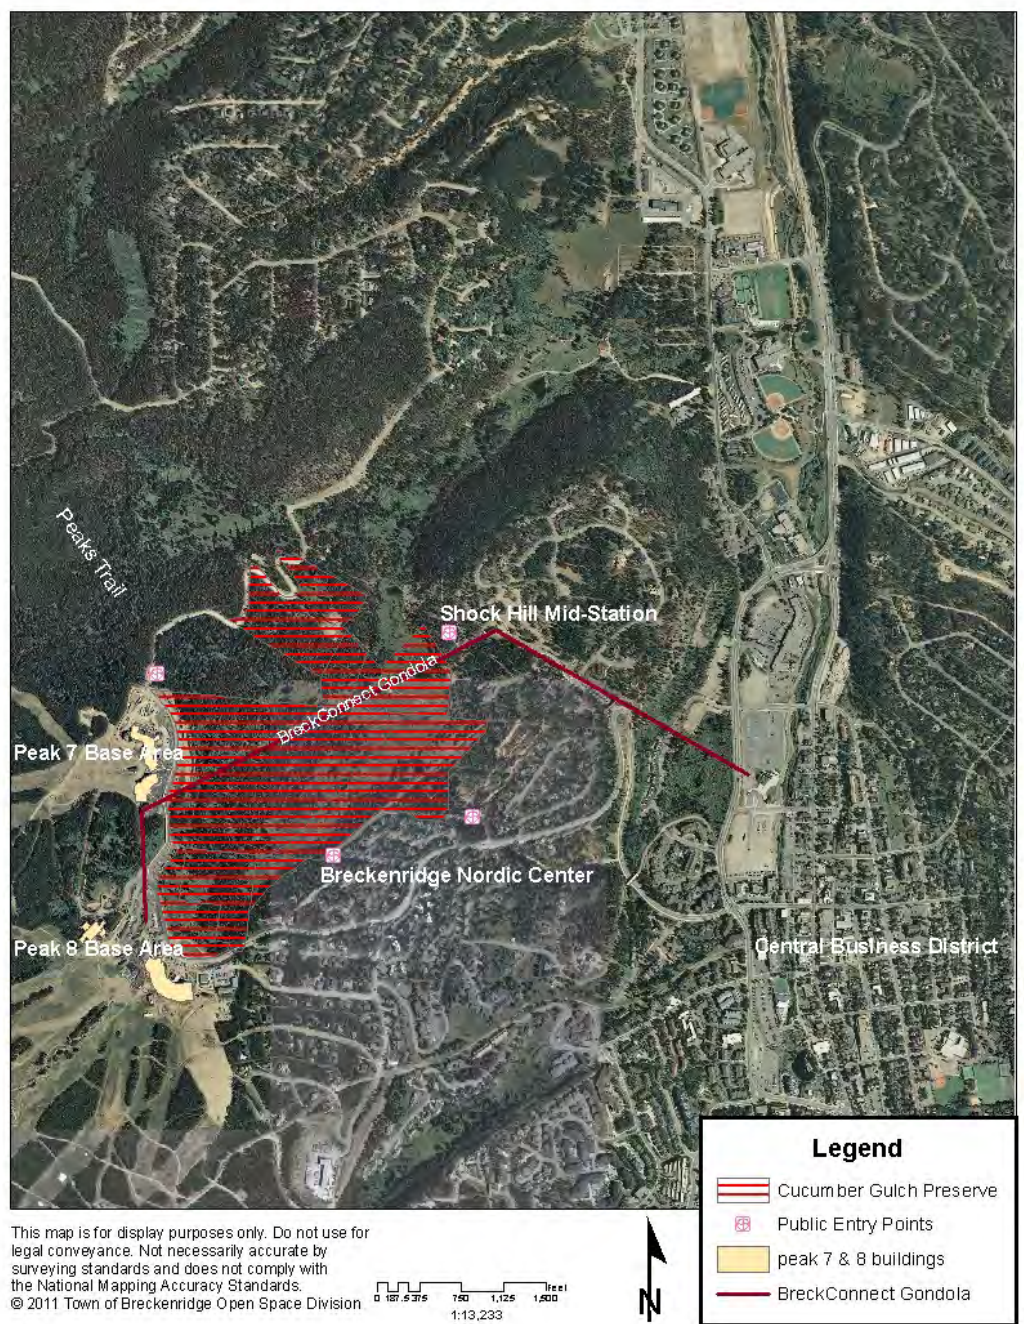 Peaks Trail
Shock Hill Mid-Station
BreckConnect Gondola
Peak 7 Base Area
Breckenridge Nordic Center
Peak 8 Base Area
Central Business District
Legend
Cucumber Gulch Preserve
Public Entry Points
peak 7 & 8 buildings
BreckConnect Gondola
This map is for display purposes only. Do not use for
legal conveyance. Not necessarily accurate by
surveying standards and does not comply with
the National Mapping Accuracy Standards.
© 2011 Town of Breckenridge Open Space Division
Feet
0 187.5 375 750 1,125 1,500
1:13,233
N